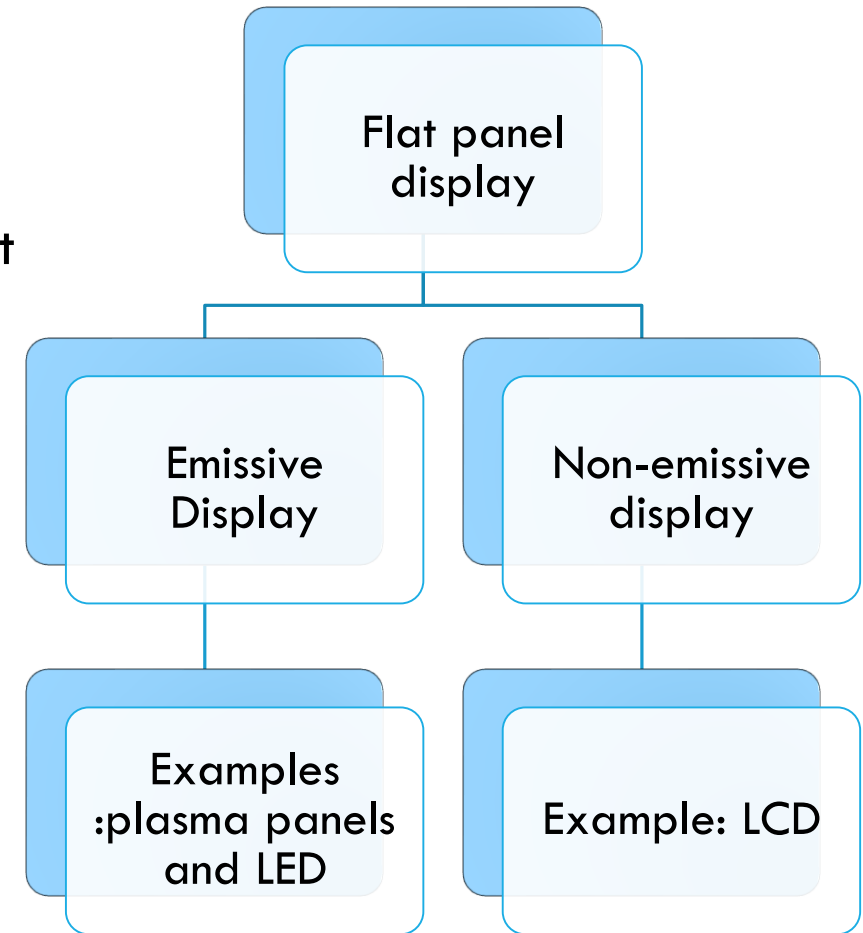 Flat panel
display
t
Emissive
Display
Non-emissive
display
Examples
:plasma panels
and LED
Example: LCD